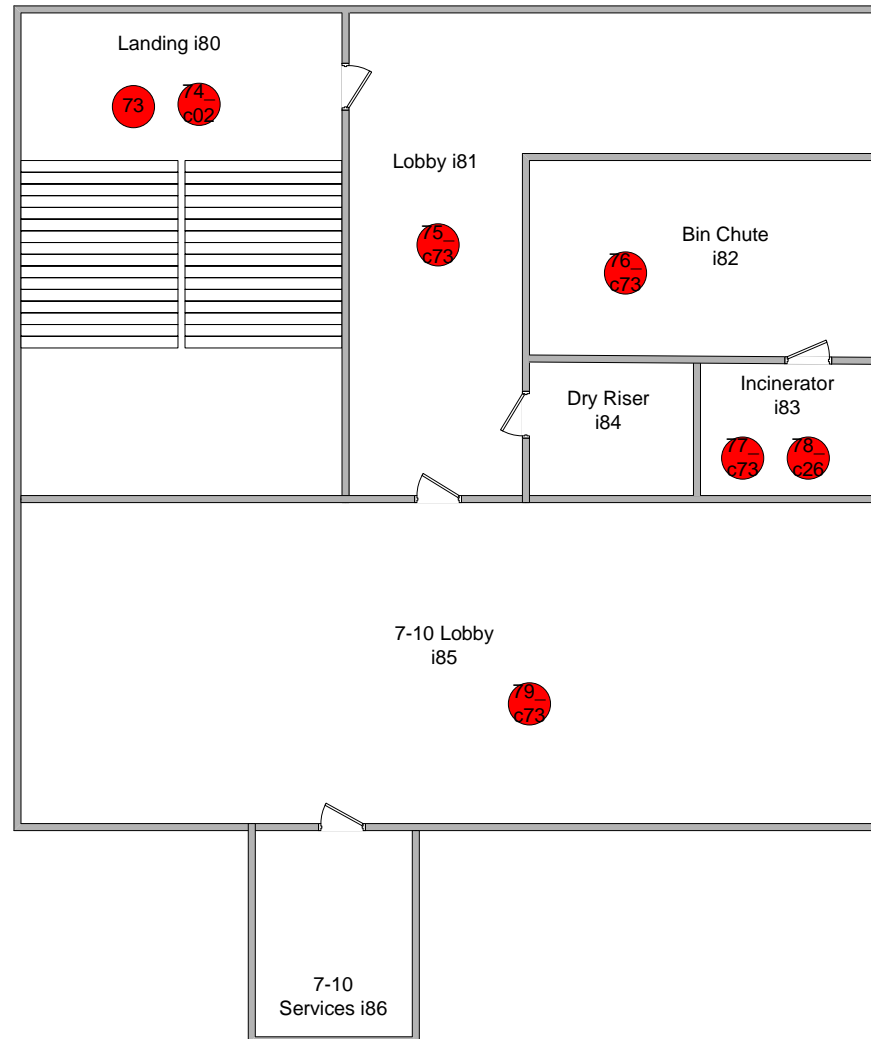 Landing i80
73
74_
c02
Lobby i81
75_
c73
Bin Chute
i82
76_
c73
Incinerator
i83
Dry Riser
i84
77_
c73
78_
c26
7-10 Lobby
i85
79_
c73
7-10
Services i86